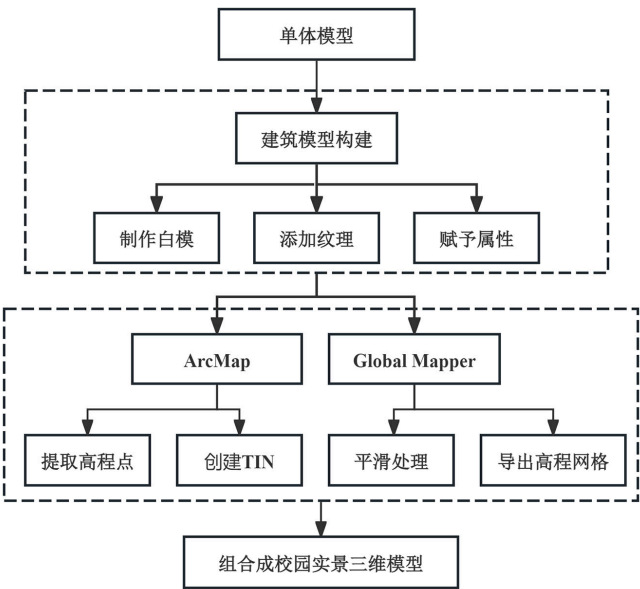 单体模型
建筑模型构建
制作白模
添加纹理
赋予属性
ArcMap
Global Mapper
提取高程点
创建TIN
平滑处理
导出高程网格
组合成校园实景三维模型